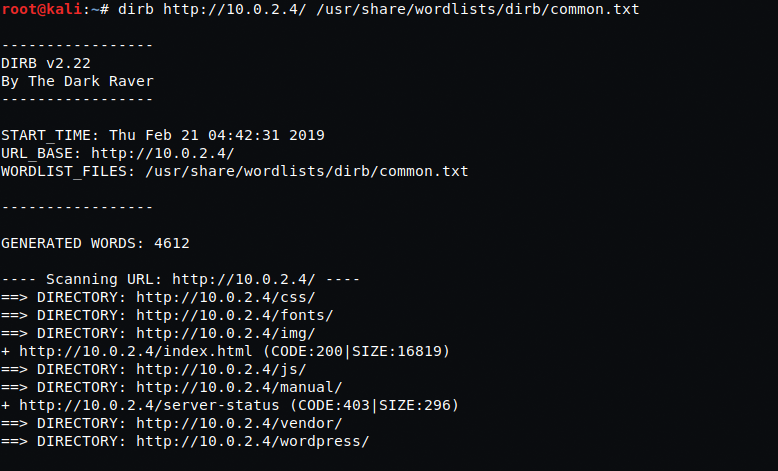 root@kali:~# dirb http://10.0.2.4/ /usr/share/wordlists/dirb/common.txt
-----------------
DIRB v2.22
By The Dark Raver
-----------------
START_TIME: Thu Feb 21 04:42:31 2019
URL_BASE: http://10.0.2.4/
WORDLIST_FILES: /usr/share/wordlists/dirb/common.txt
-----------------
GENERATED WORDS: 4612
---- Scanning URL: http://10.0.2.4/ ----
==> DIRECTORY: http://10.0.2.4/css/
==> DIRECTORY: http://10.0.2.4/fonts/
==> DIRECTORY: http://10.0.2.4/img/
+ http://10.0.2.4/index.html (CODE:200|SIZE:16819)
==> DIRECTORY: http://10.0.2.4/js/
==> DIRECTORY: http://10.0.2.4/manual/
+ http://10.0.2.4/server-status (CODE:403|SIZE:296)
==> DIRECTORY: http://10.0.2.4/vendor/
==> DIRECTORY: http://10.0.2.4/wordpress/